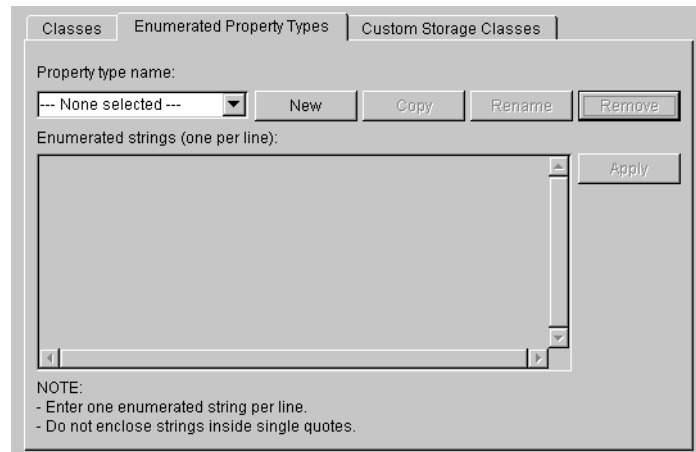 Classes Enumerated Property Types Custom Storage Classes
Property type name:
--- None selected --- New Copy Rename Remove
Enumerated strings (one per line):
Apply
NOTE:
- Enter one enumerated string per line.
- Do not enclose strings inside single quotes.